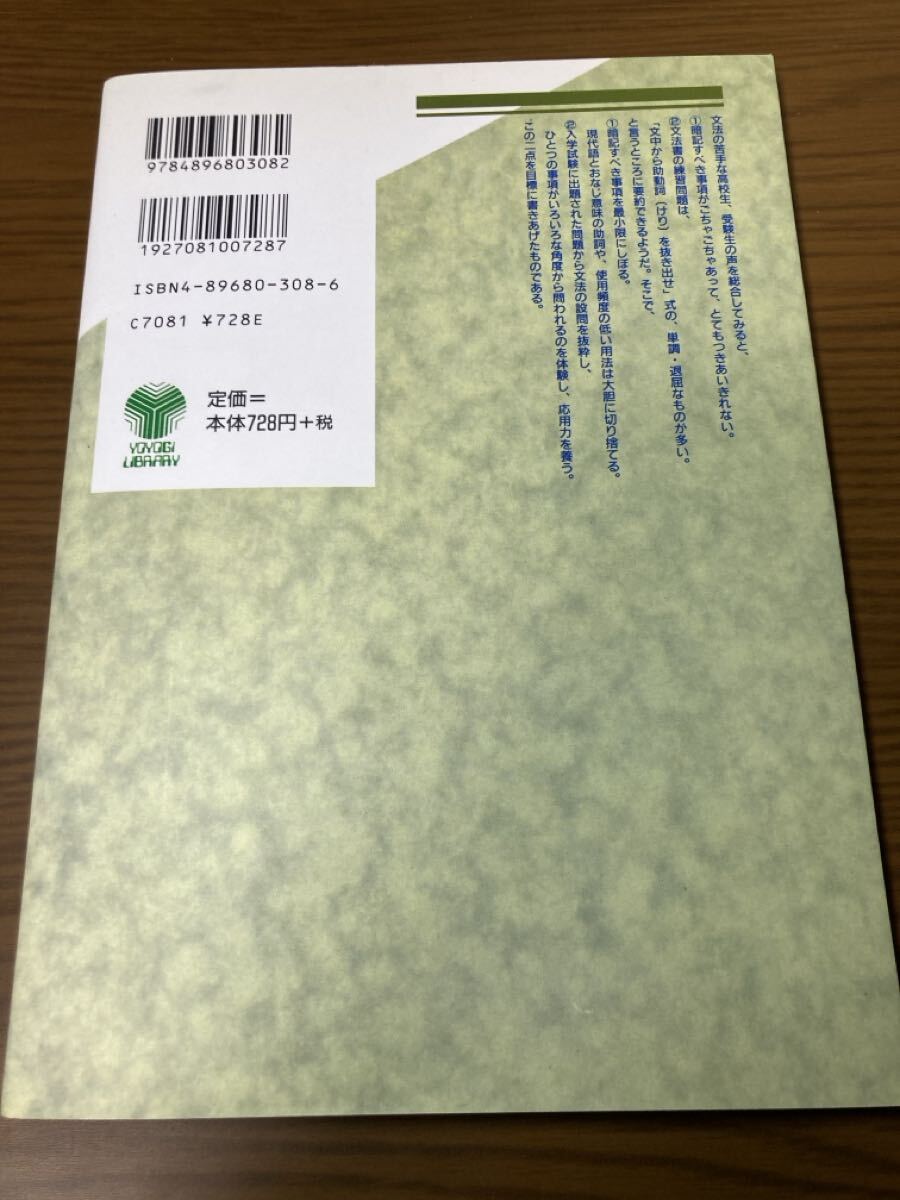 9784896803082
1927081007287
ISBN4-89680-308-6
C7081 ¥728E
YOYOGI
LIBRARY
定価＝
本体728円＋税
文法の苦手な高校生、受験生の声を総合してみると、
①暗記すべき事項がごちゃごちゃあって、とてもつきあいきれない。
②文法書の練習問題は、
「文中から助動詞〔けり〕を抜き出せ」式の、単調・退屈なものが多い。
と言うところに要約できるようだ。そこで、
①暗記すべき事項を最小限にしぼる。
現代語とおなじ意味の助詞や、使用頻度の低い用法は大胆に切り捨てる。
②入学試験に出題された問題から文法の設問を抜粋し、
ひとつの事項がいろいろな角度から問われるのを体験し、応用力を養う。
この二点を目標に書きあげたものである。